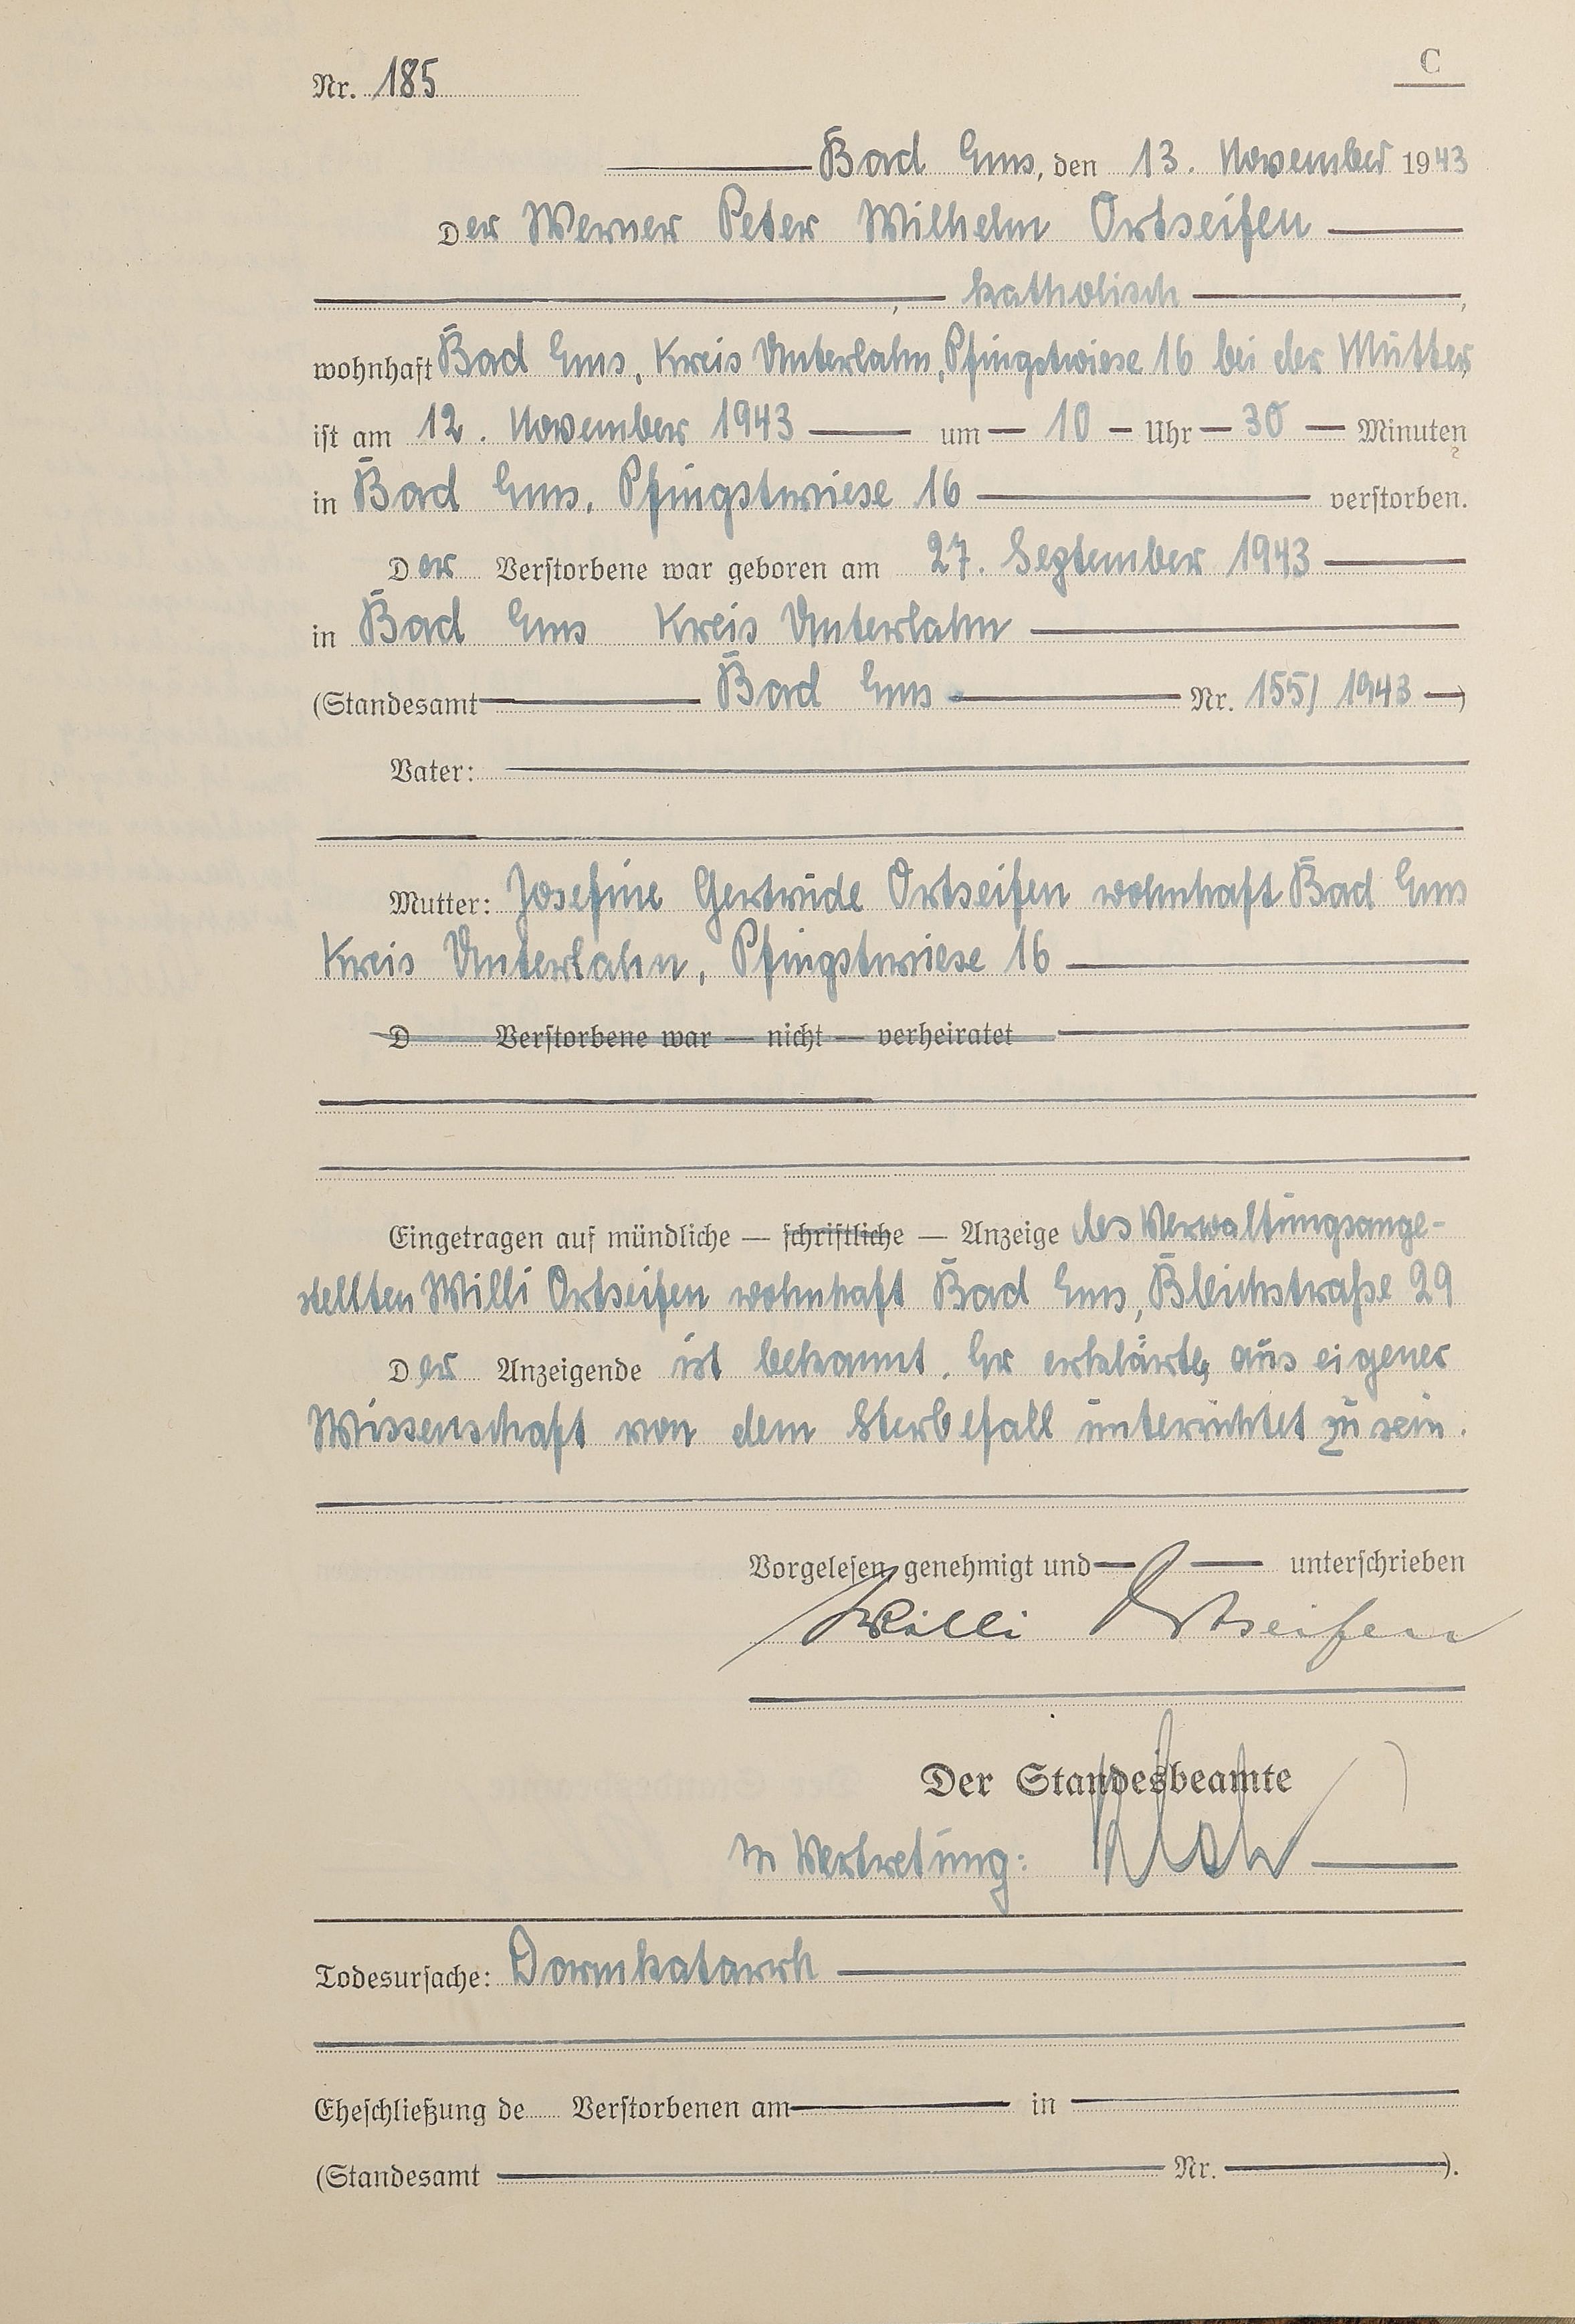 Nr. 185
C
Bad Ems, den 13. November 1943
Der Werner Peter Wilhelm Ortseifen
, katholisch,
wohnhaft Bad Ems, Kreis Unterlahn, Pfingstwiese 16 bei der Mutter,
ist am 12. November 1943 um 10 Uhr 30 Minuten
in Bad Ems, Pfingstwiese 16 verstorben.
Der Verstorbene war geboren am 27. September 1943
in Bad Ems Kreis Unterlahn
(Standesamt Bad Ems Nr. 155/1943)
Vater:
Mutter: Josefine Gertrude Ortseifen wohnhaft Bad Ems
Kreis Unterlahn, Pfingstwiese 16
D Verstorbene war — nicht — verheiratet
Eingetragen auf mündliche — schriftliche — Anzeige des Verwaltungsange-
stellten Willi Ortseifen wohnhaft Bad Ems, Bleichstraße 29
Der Anzeigende ist bekannt. Er erklärte, aus eigener
Wissenschaft von dem Sterbefall unterrichtet zu sein.
Vorgelesen, genehmigt und unterschrieben
Willi Ortseifen
Der Standesbeamte
In Vertretung:
Todesursache: Darmkatarrh
Eheschließung de Verstorbenen am in
(Standesamt Nr. ).